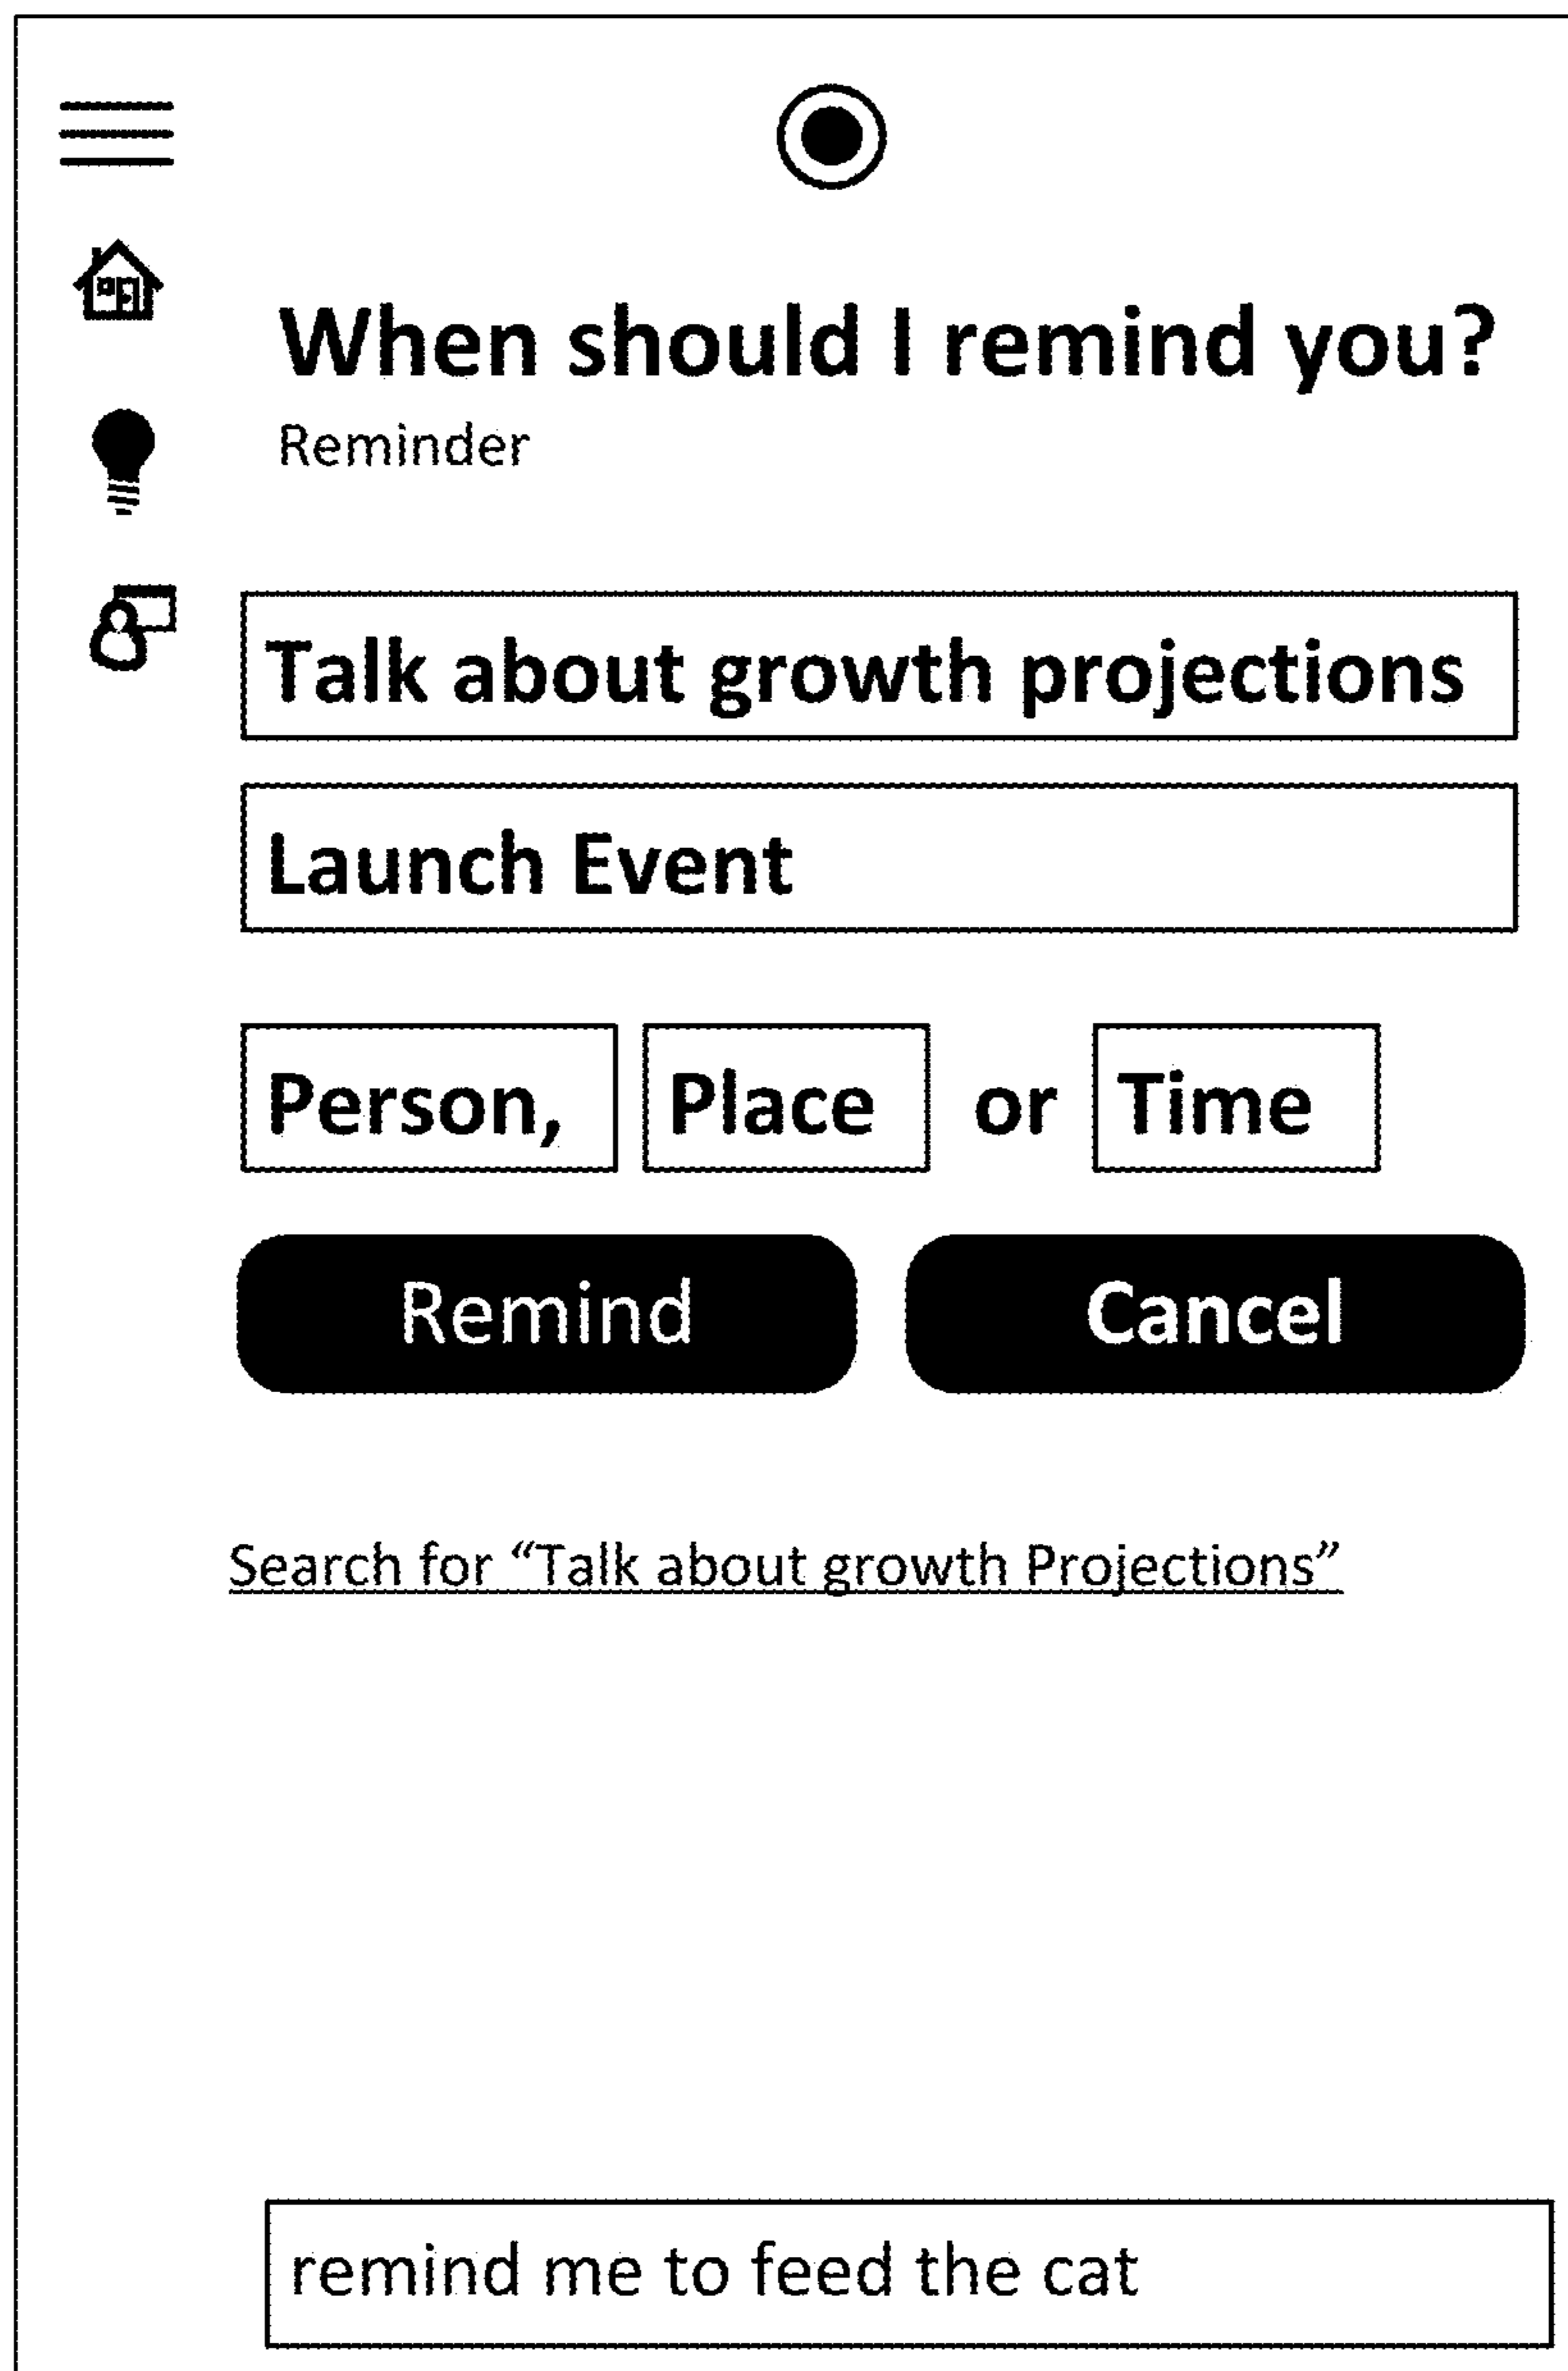 When should I remind you?
Reminder
Talk about growth projections
Launch Event
Person, Place or Time
Remind Cancel
Search for “Talk about growth Projections”
remind me to feed the cat